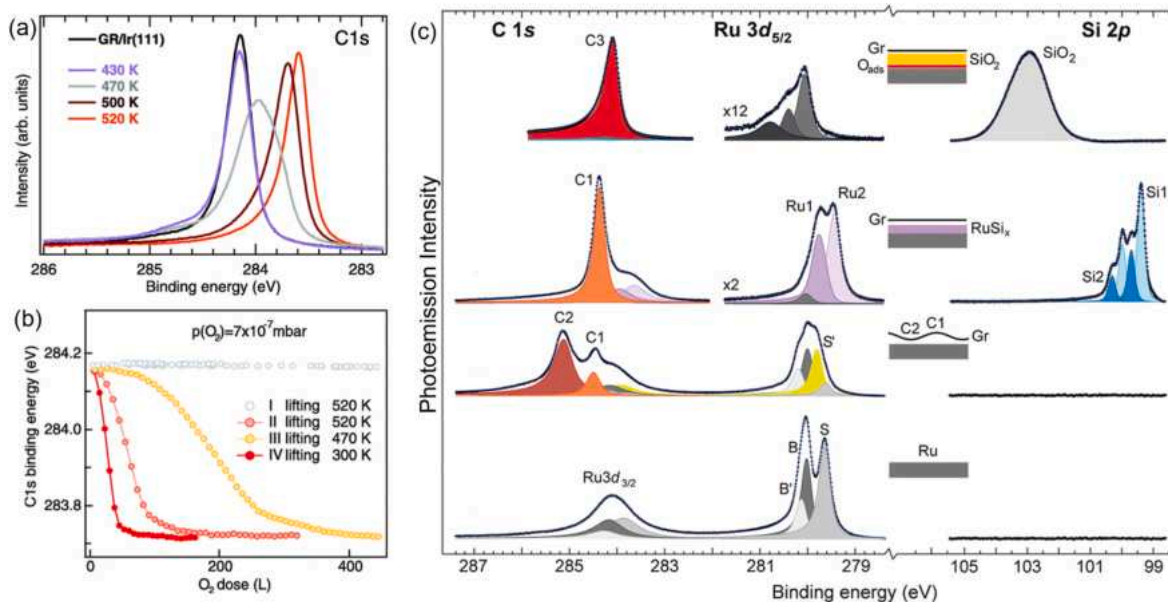 (a)
C1s
GR/Ir(111)
430 K
470 K
500 K
520 K
Intensity (arb. units)
286 285 284 283
Binding energy (eV)
(b)
p(O₂)=7x10⁻⁷mbar
284.2
284.0
283.8
C1s binding energy (eV)
I lifting 520 K
II lifting 520 K
III lifting 470 K
IV lifting 300 K
0 200 400
O₂ dose (L)
(c)
C 1s Ru 3d₅/₂ Si 2p
C3
x12
Gr
Oads
SiO₂
SiO₂
C1
Ru1 Ru2
x2
Gr
RuSiₓ
Si1
Si2
C2
C1
S'
C2 C1
Gr
Ru3d 3/2
B S
B'
Ru
Photoemission Intensity
287 285 283 281 279 105 103 101 99
Binding energy (eV)